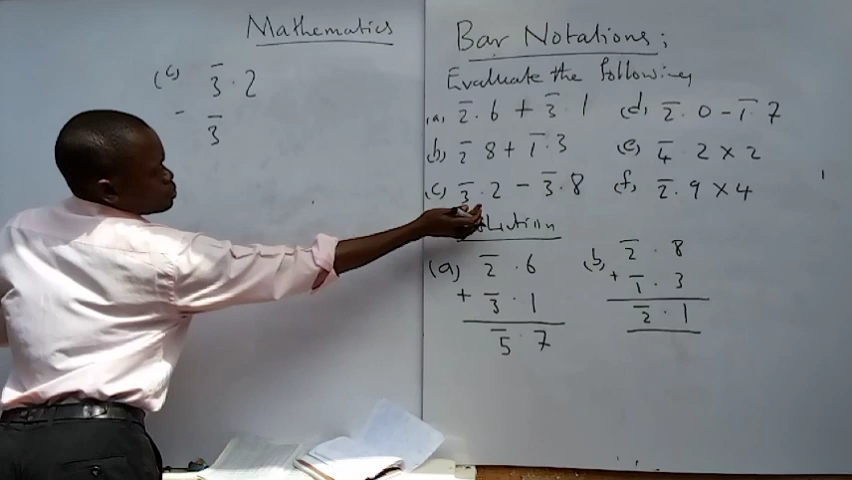 Mathematics
(c) 3̅ . 2
- 3̅
Bar Notations;
Evaluate the following
(a) 2̅ . 6 + 3̅ . 1 (d) 2̅ . 0 - 1̅ . 7
(b) 2̅ 8 + 1̅ . 3 (e) 4̅ . 2 × 2
(c) 3̅ . 2 - 3̅ . 8 (f) 2̅ . 9 × 4
(a) 2̅ . 6
+ 3̅ . 1
5̅ . 7
(b) 2̅ . 8
+ 1̅ . 3
2̅ . 1